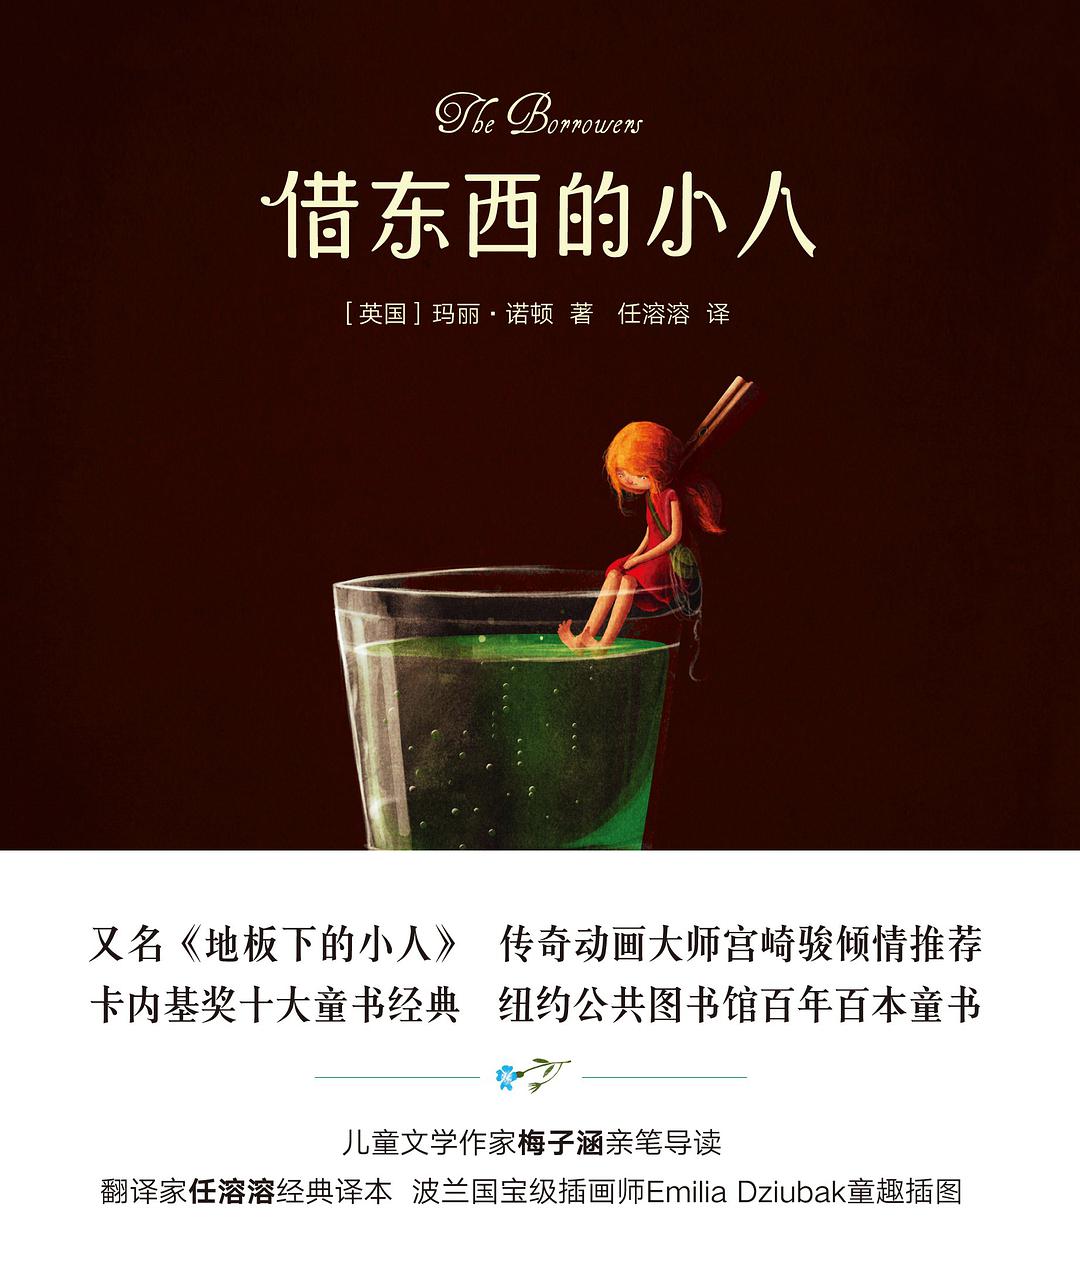 The Borrowers
借东西的小人
[英国] 玛丽·诺顿 著 任溶溶 译
又名《地板下的小人》 传奇动画大师宫崎骏倾情推荐
卡内基奖十大童书经典 纽约公共图书馆百年百本童书
儿童文学作家梅子涵亲笔导读
翻译家任溶溶经典译本 波兰国宝级插画师Emilia Dziubak童趣插图